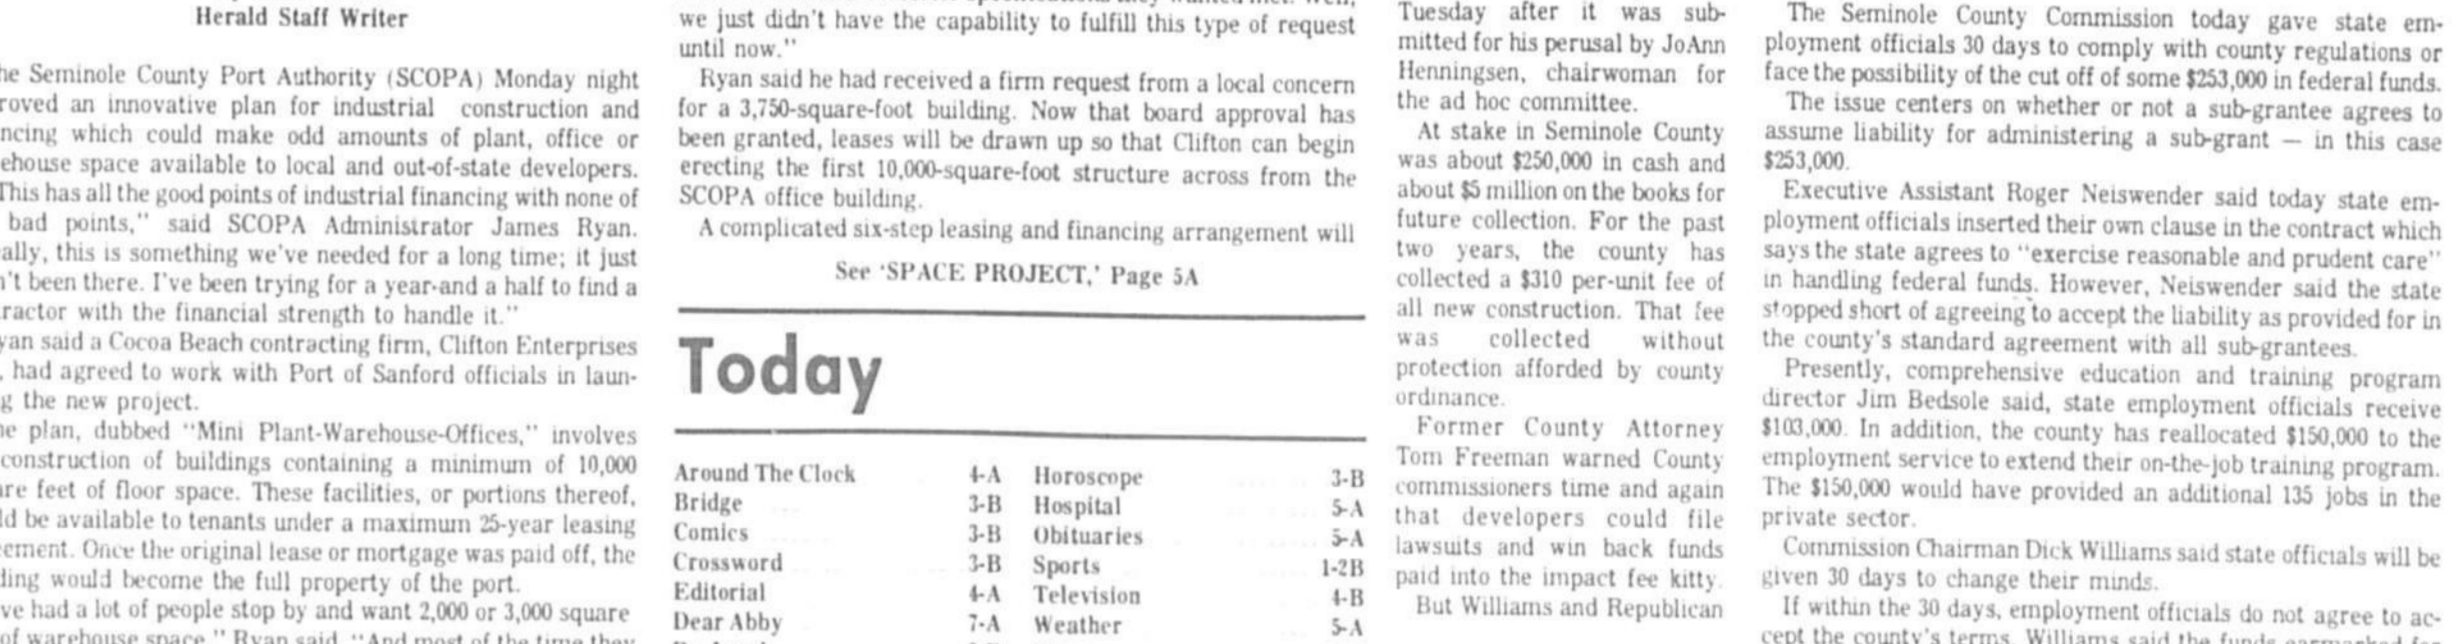 Herald Staff Writer
he Seminole County Port Authority (SCOPA) Monday night
roved an innovative plan for industrial construction and
ncing which could make odd amounts of plant, office or
ehouse space available to local and out-of-state developers.
This has all the good points of industrial financing with none of
bad points," said SCOPA Administrator James Ryan.
ally, this is something we've needed for a long time; it just
n't been there. I've been trying for a year-and a half to find a
ractor with the financial strength to handle it."
yan said a Cocoa Beach contracting firm, Clifton Enterprises
, had agreed to work with Port of Sanford officials in laun-
g the new project.
ne plan, dubbed "Mini Plant-Warehouse-Offices," involves
construction of buildings containing a minimum of 10,000
are feet of floor space. These facilities, or portions thereof,
ld be available to tenants under a maximum 25-year leasing
ement. Once the original lease or mortgage was paid off, the
ding would become the full property of the port.
ve had a lot of people stop by and want 2,000 or 3,000 square
of warehouse space," Ryan said. "And most of the time they
we just didn't have the capability to fulfill this type of request
until now."
Ryan said he had received a firm request from a local concern
for a 3,750-square-foot building. Now that board approval has
been granted, leases will be drawn up so that Clifton can begin
erecting the first 10,000-square-foot structure across from the
SCOPA office building.
A complicated six-step leasing and financing arrangement will
See 'SPACE PROJECT,' Page 5A
Today
Around The Clock 4-A
Bridge 3-B
Comics 3-B
Crossword 3-B
Editorial 4-A
Dear Abby 7-A
Horoscope 3-B
Hospital 5-A
Obituaries 5-A
Sports 1-2B
Television 4-B
Weather 5-A
Tuesday after it was sub-
mitted for his perusal by JoAnn
Henningsen, chairwoman for
the ad hoc committee.
At stake in Seminole County
was about $250,000 in cash and
about $5 million on the books for
future collection. For the past
two years, the county has
collected a $310 per-unit fee of
all new construction. That fee
was collected without
protection afforded by county
ordinance.
Former County Attorney
Tom Freeman warned County
commissioners time and again
that developers could file
lawsuits and win back funds
paid into the impact fee kitty.
But Williams and Republican
The Seminole County Commission today gave state em-
ployment officials 30 days to comply with county regulations or
face the possibility of the cut off of some $253,000 in federal funds.
The issue centers on whether or not a sub-grantee agrees to
assume liability for administering a sub-grant — in this case
$253,000.
Executive Assistant Roger Neiswender said today state em-
ployment officials inserted their own clause in the contract which
says the state agrees to "exercise reasonable and prudent care"
in handling federal funds. However, Neiswender said the state
stopped short of agreeing to accept the liability as provided for in
the county's standard agreement with all sub-grantees.
Presently, comprehensive education and training program
director Jim Bedsole said, state employment officials receive
$103,000. In addition, the county has reallocated $150,000 to the
employment service to extend their on-the-job training program.
The $150,000 would have provided an additional 135 jobs in the
private sector.
Commission Chairman Dick Williams said state officials will be
given 30 days to change their minds.
If within the 30 days, employment officials do not agree to ac-
cept the county's terms, Williams said the funds